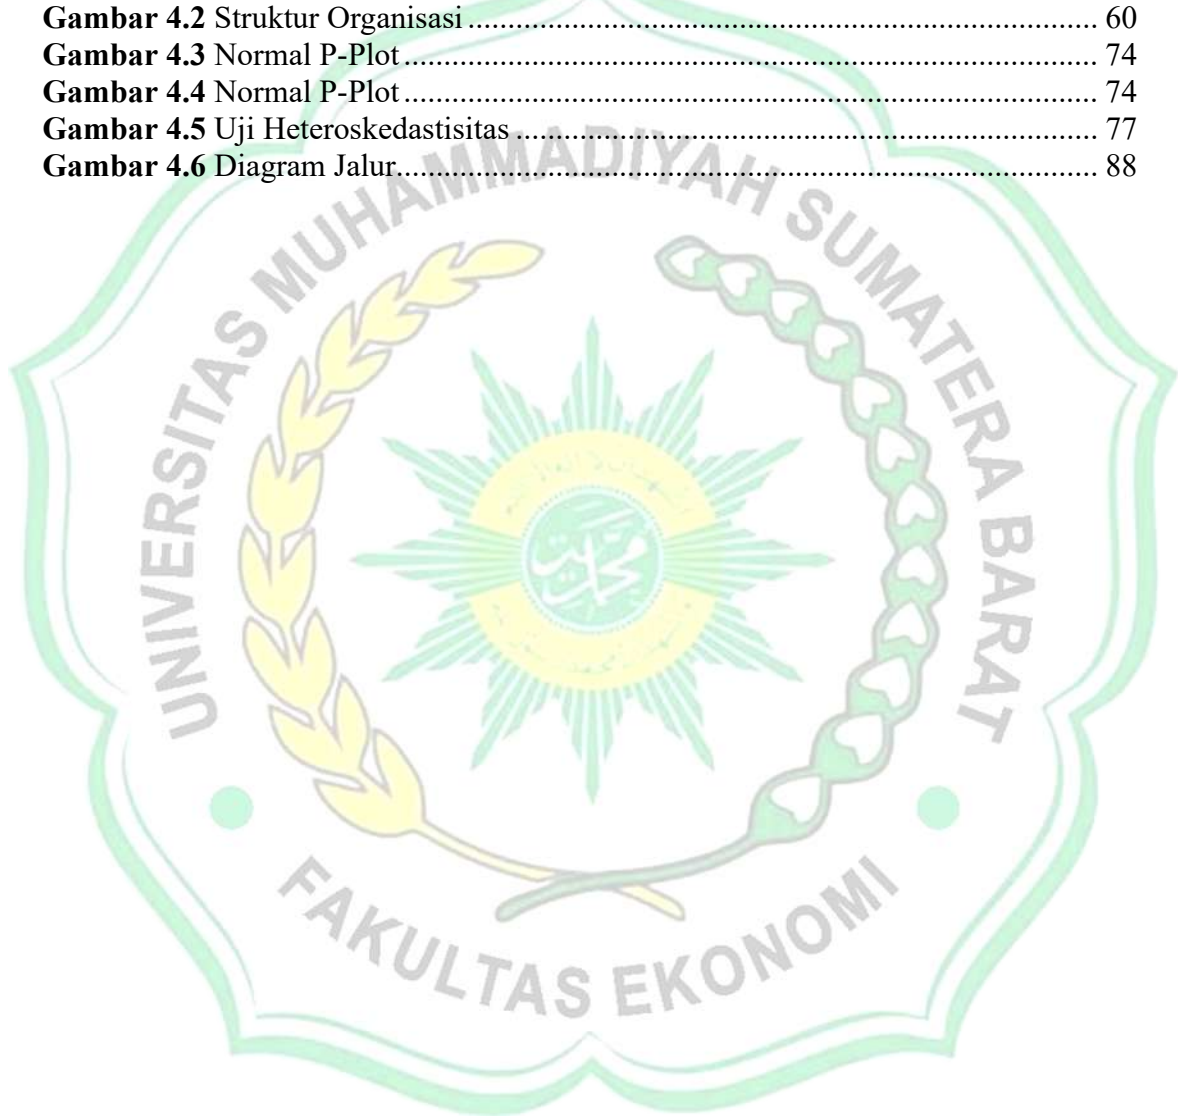 Gambar 4.2 Struktur Organisasi ........................................................................... 60
Gambar 4.3 Normal P-Plot ................................................................................... 74
Gambar 4.4 Normal P-Plot ................................................................................... 74
Gambar 4.5 Uji Heteroskedastisitas ..................................................................... 77
Gambar 4.6 Diagram Jalur .................................................................................... 88
UNIVERSITAS MUHAMMADIYAH SUMATERA BARAT
محمدية
FAKULTAS EKONOMI